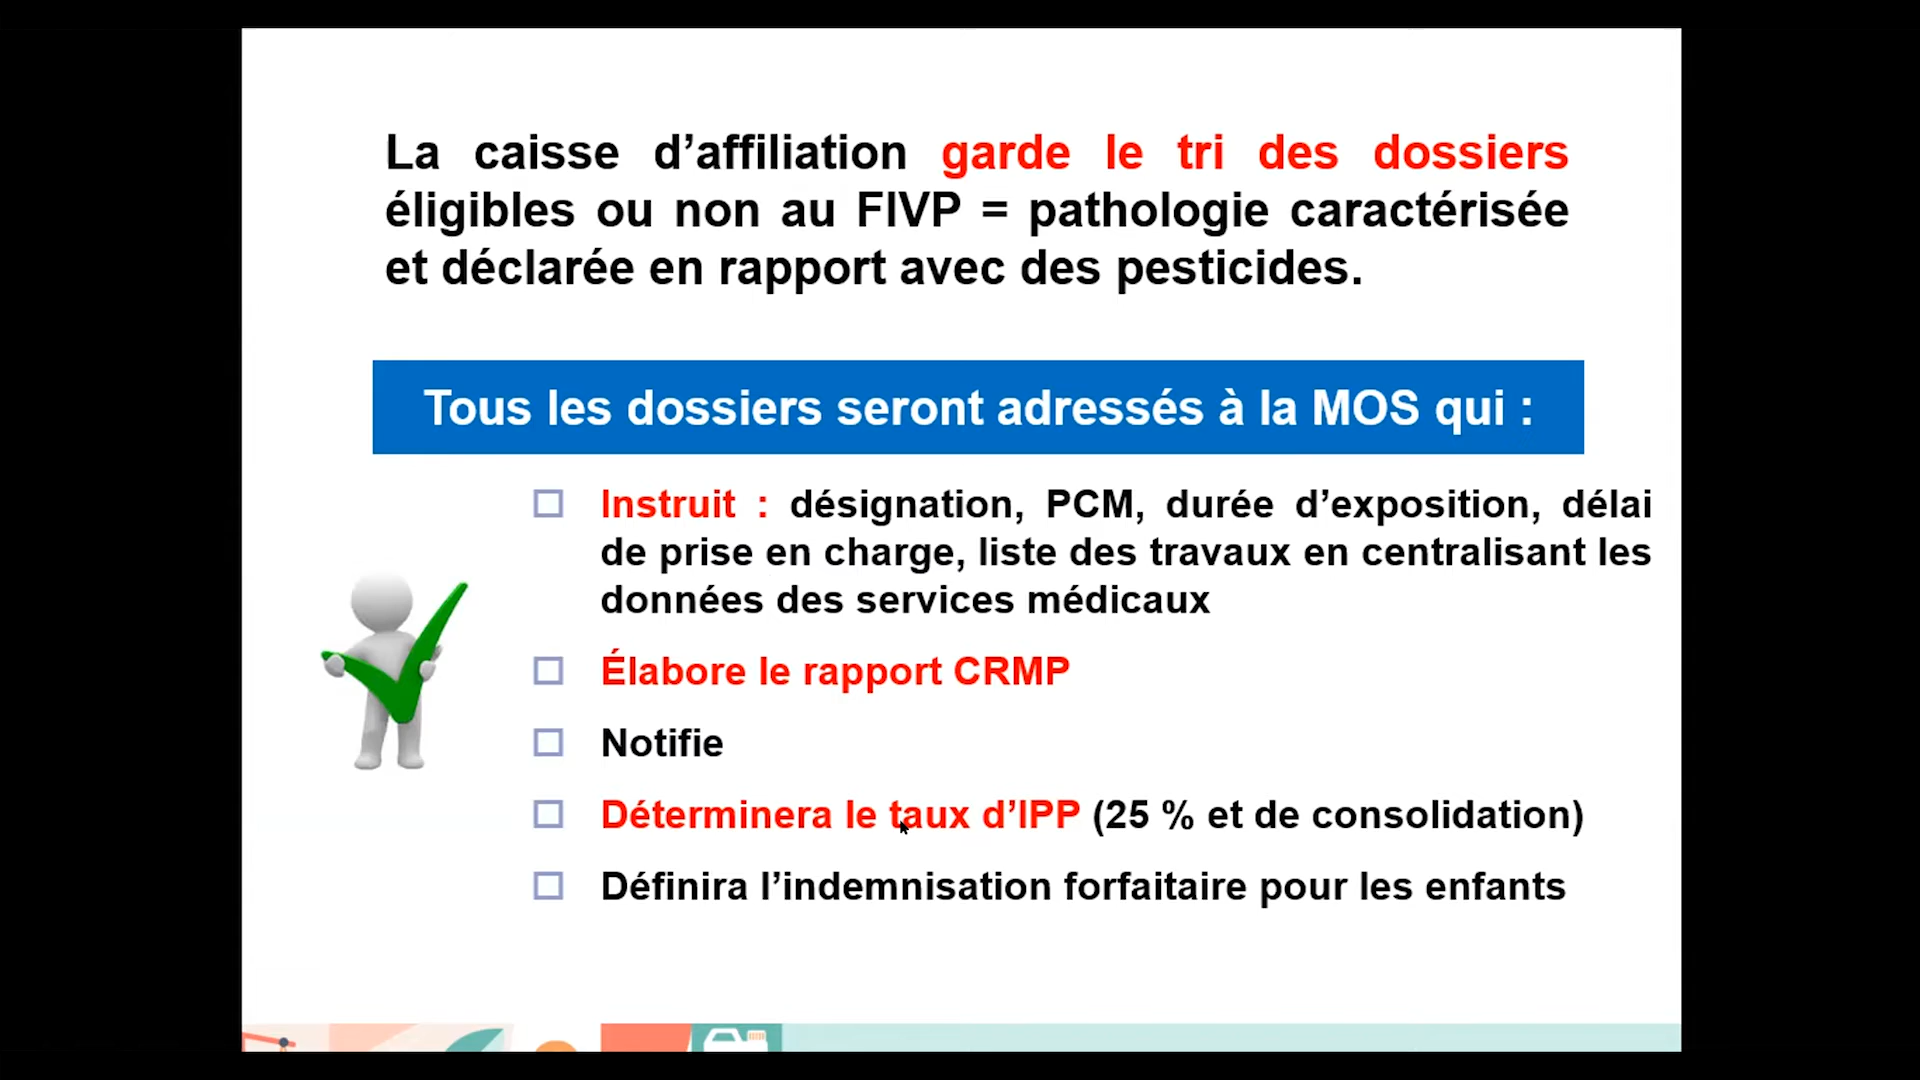 La caisse d’affiliation garde le tri des dossiers
éligibles ou non au FIVP = pathologie caractérisée
et déclarée en rapport avec des pesticides.
Tous les dossiers seront adressés à la MOS qui :
Instruit : désignation, PCM, durée d’exposition, délai
de prise en charge, liste des travaux en centralisant les
données des services médicaux
Élabore le rapport CRMP
Notifie
Déterminera le taux d’IPP (25 % et de consolidation)
Définira l’indemnisation forfaitaire pour les enfants